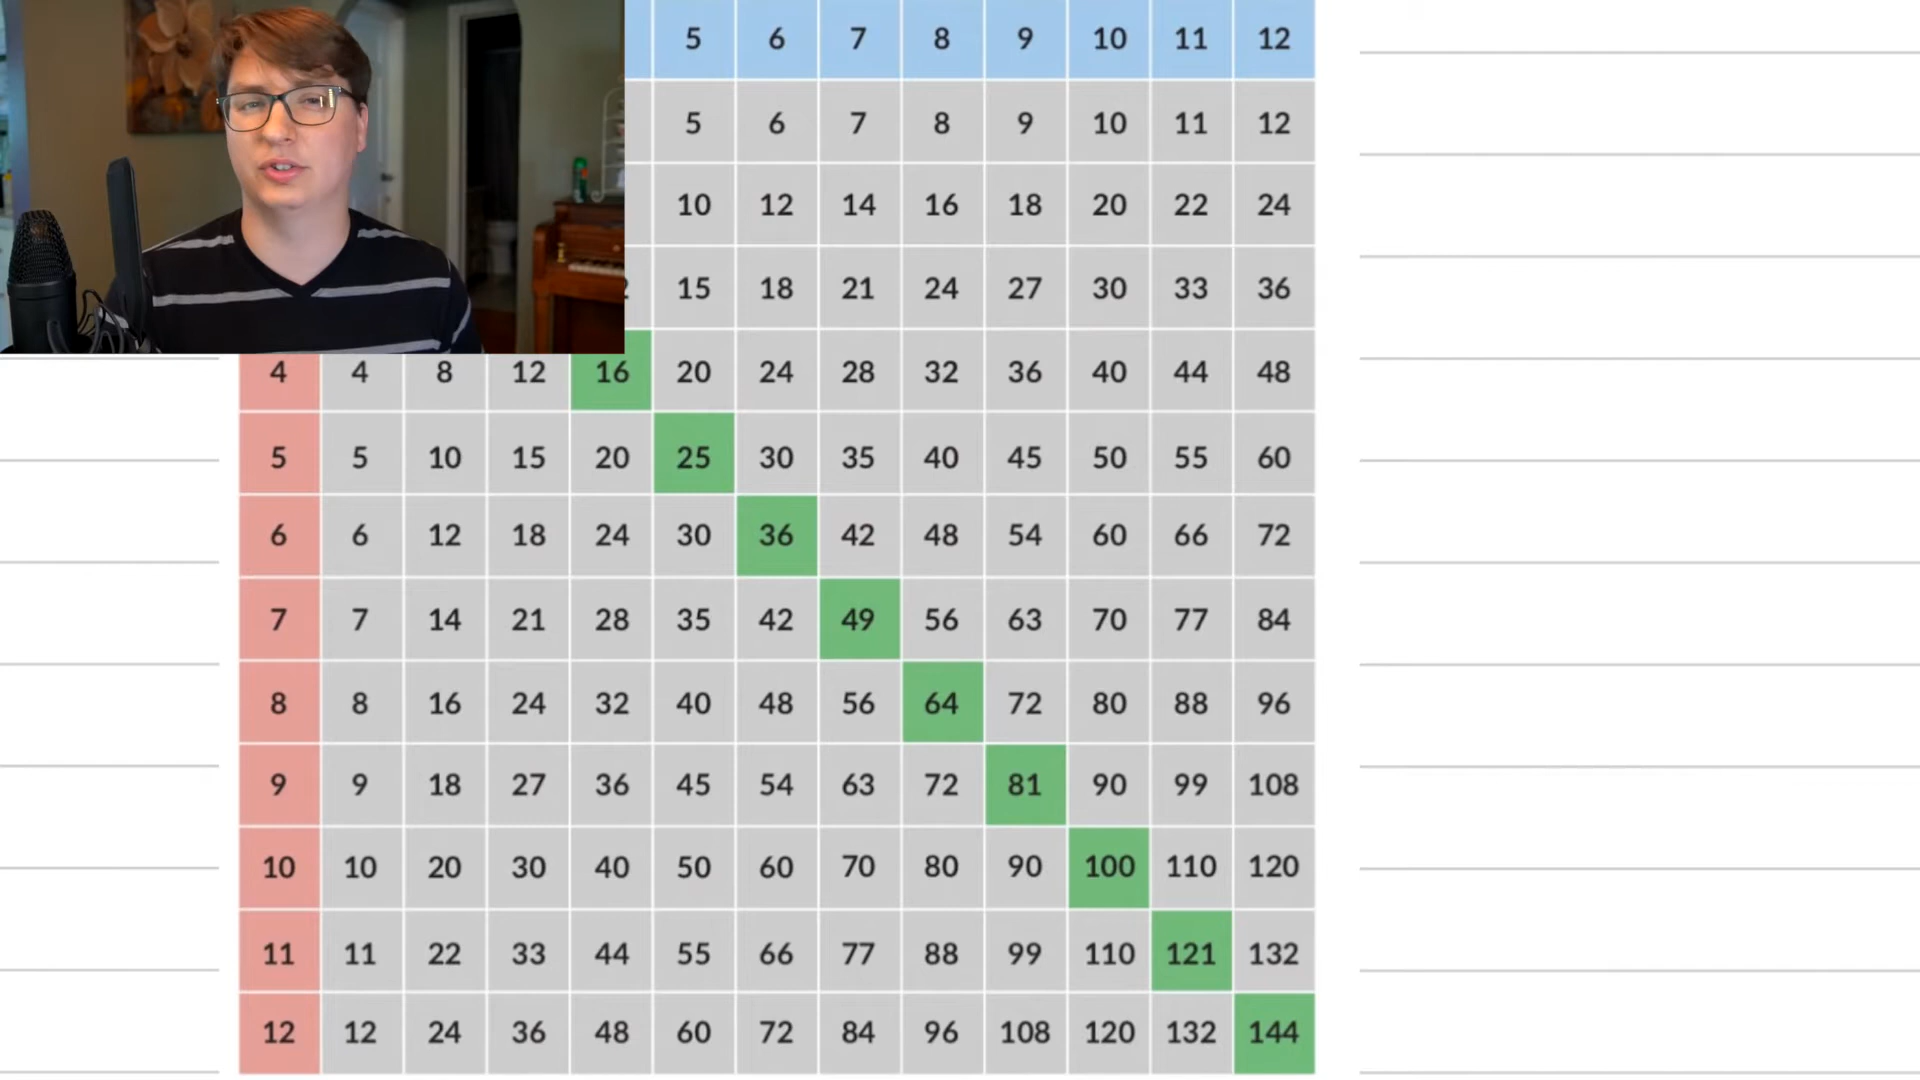 5 6 7 8 9 10 11 12
5 6 7 8 9 10 11 12
10 12 14 16 18 20 22 24
15 18 21 24 27 30 33 36
4 4 8 12 16 20 24 28 32 36 40 44 48
5 5 10 15 20 25 30 35 40 45 50 55 60
6 6 12 18 24 30 36 42 48 54 60 66 72
7 7 14 21 28 35 42 49 56 63 70 77 84
8 8 16 24 32 40 48 56 64 72 80 88 96
9 9 18 27 36 45 54 63 72 81 90 99 108
10 10 20 30 40 50 60 70 80 90 100 110 120
11 11 22 33 44 55 66 77 88 99 110 121 132
12 12 24 36 48 60 72 84 96 108 120 132 144